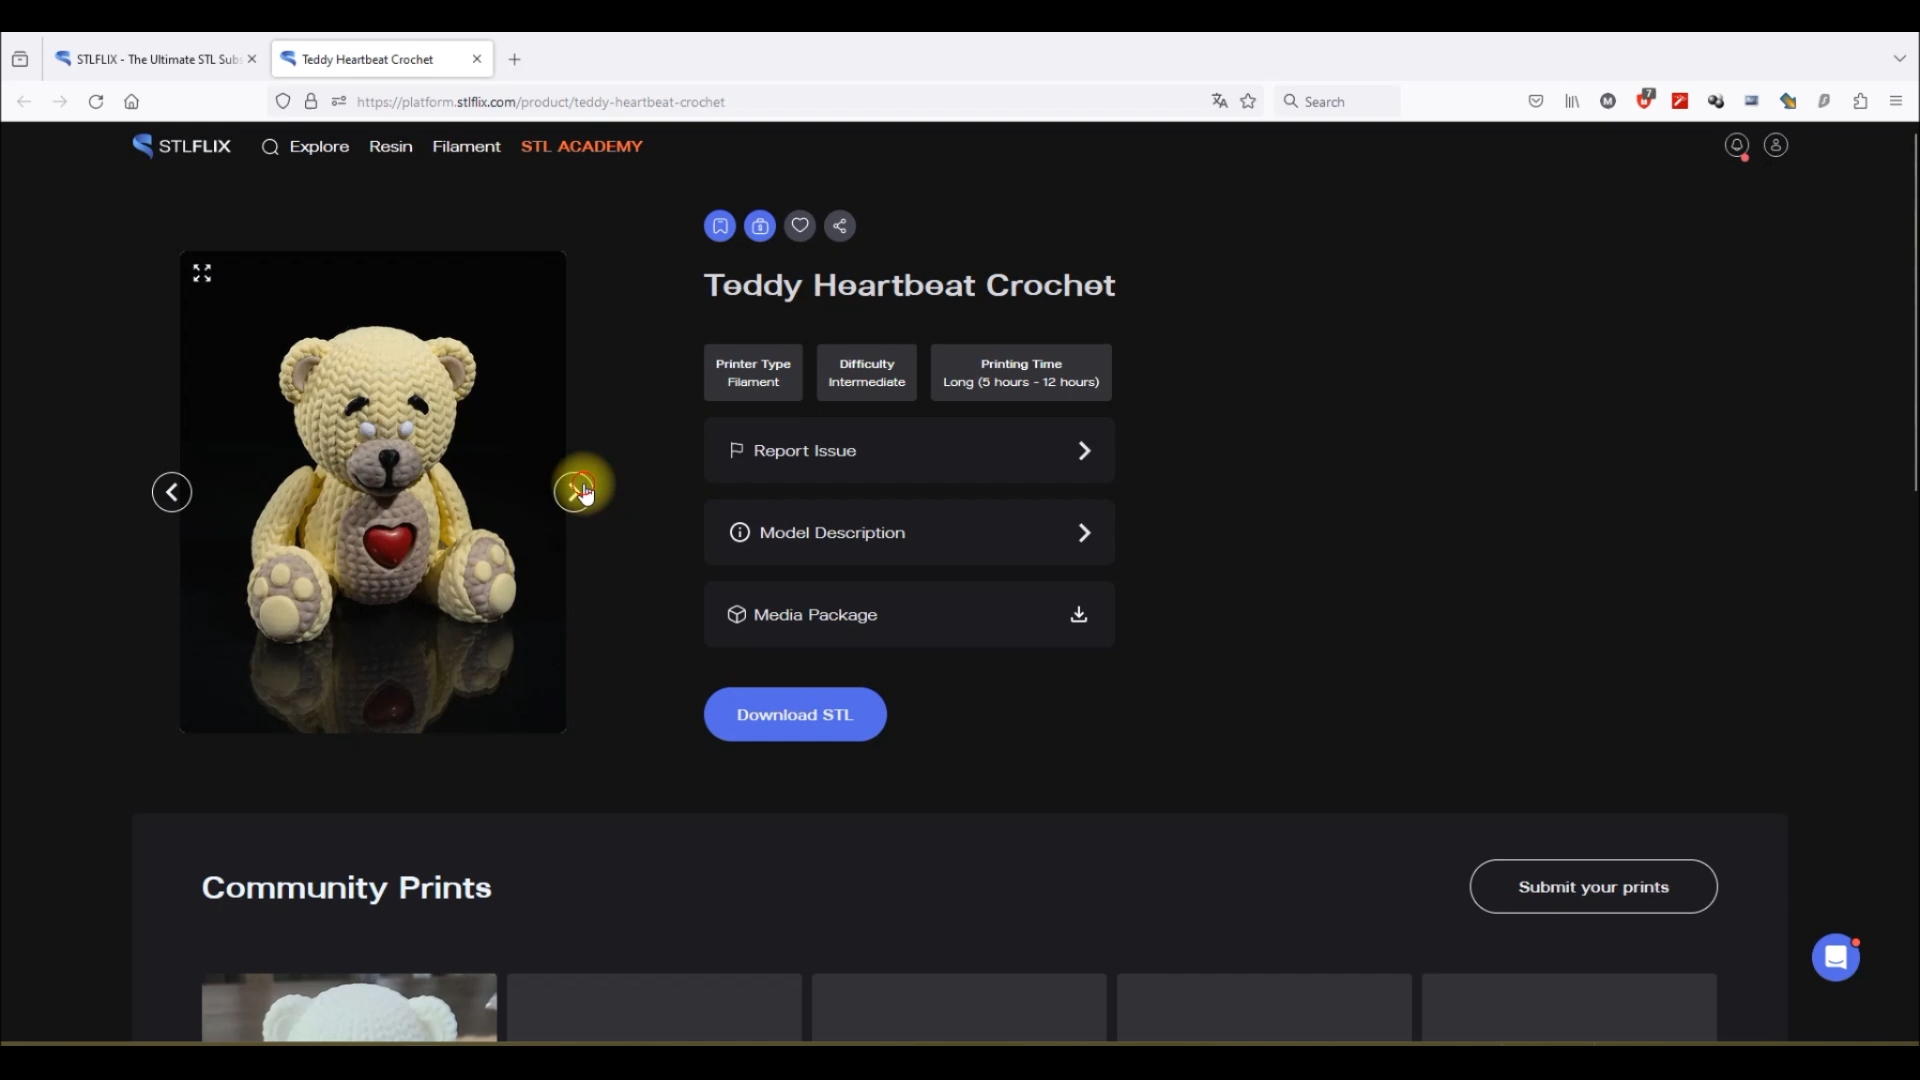 STLFLIX - The Ultimate STL Subs
Teddy Heartbeat Crochet
https://platform.stlflix.com/product/teddy-heartbeat-crochet
Search
7
STLFLIX
Explore
Resin
Filament
STL ACADEMY
Teddy Heartbeat Crochet
Printer Type
Filament
Difficulty
Intermediate
Printing Time
Long (5 hours - 12 hours)
Report Issue
Model Description
Media Package
Download STL
Community Prints
Submit your prints